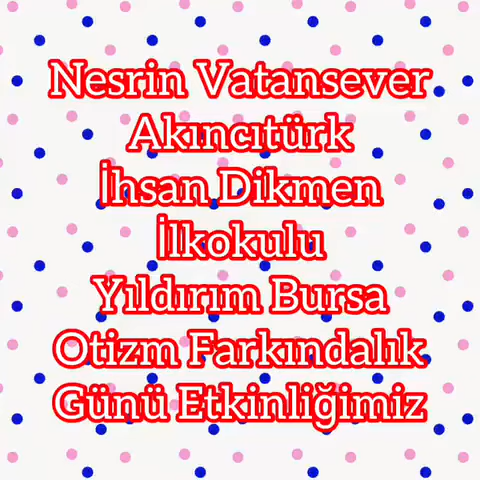 Nesrin Vatansever
Akıncıtürk
İhsan Dikmen
İlkokulu
Yıldırım Bursa
Otizm Farkındalık
Günü Etkinliğimiz